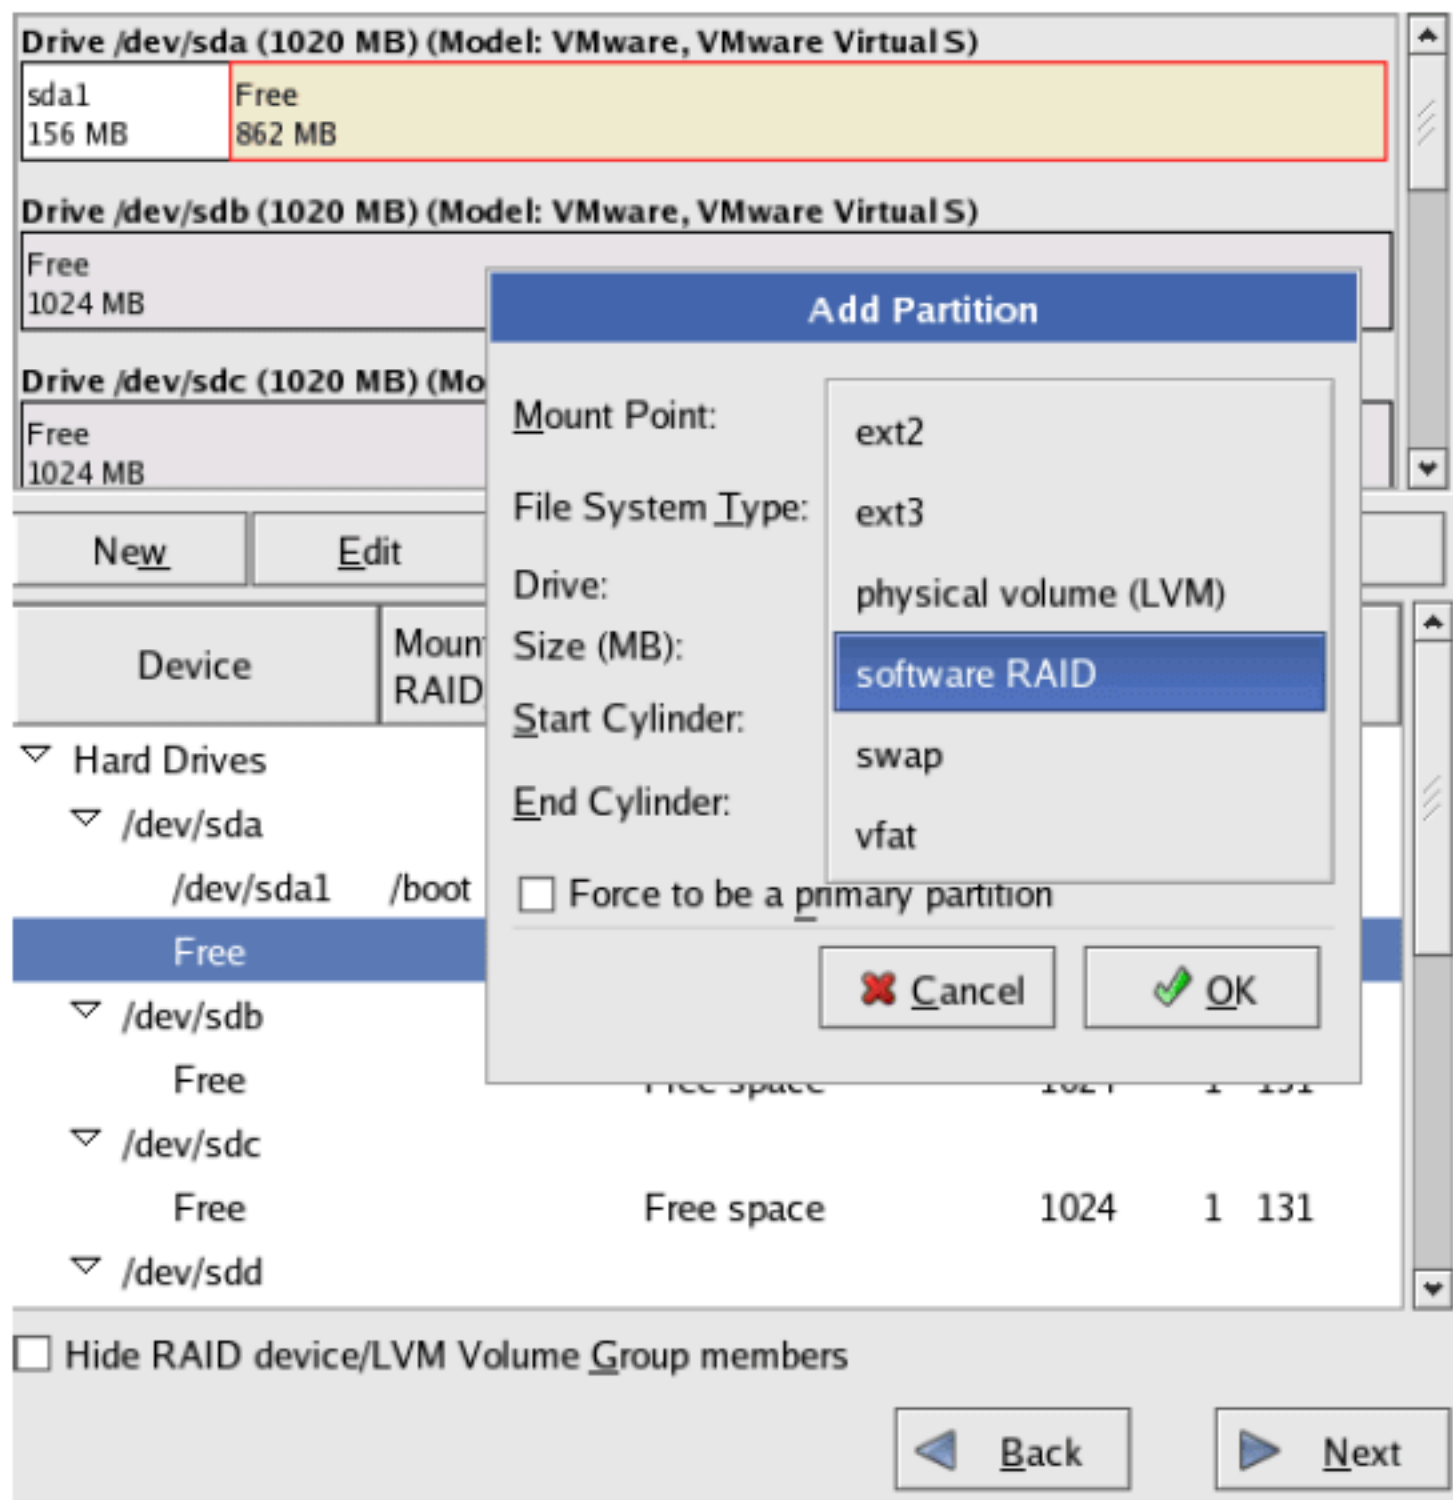 Drive /dev/sda (1020 MB) (Model: VMware, VMware Virtual S)
sda1
156 MB
Free
862 MB
Drive /dev/sdb (1020 MB) (Model: VMware, VMware Virtual S)
Free
1024 MB
Drive /dev/sdc (1020 MB) (Mo
Free
1024 MB
Add Partition
Mount Point:
File System Type:
Drive:
Size (MB):
Start Cylinder:
End Cylinder:
ext2
ext3
physical volume (LVM)
software RAID
swap
vfat
Force to be a primary partition
Cancel
OK
New
Edit
Device
Moun
RAID
Hard Drives
/dev/sda
/dev/sda1 /boot
Free
/dev/sdb
Free Free space 1024 1 131
/dev/sdc
Free Free space 1024 1 131
/dev/sdd
Hide RAID device/LVM Volume Group members
Back
Next